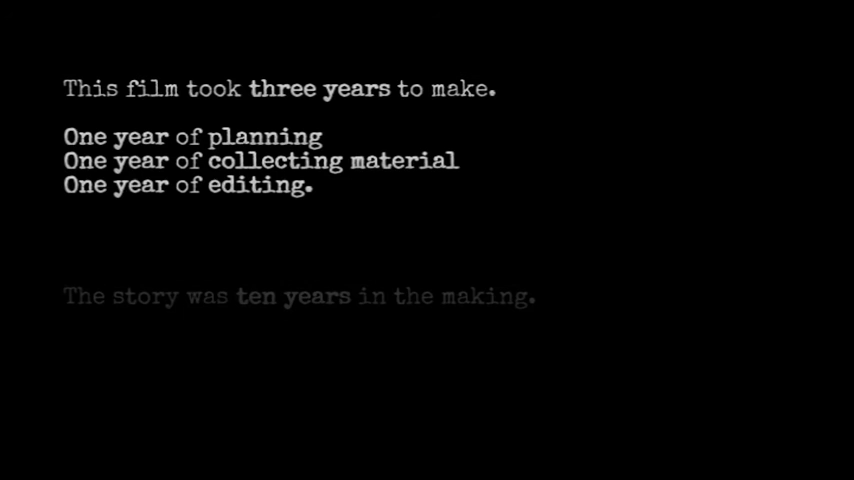 This film took three years to make.
One year of planning
One year of collecting material
One year of editing.
The story was ten years in the making.